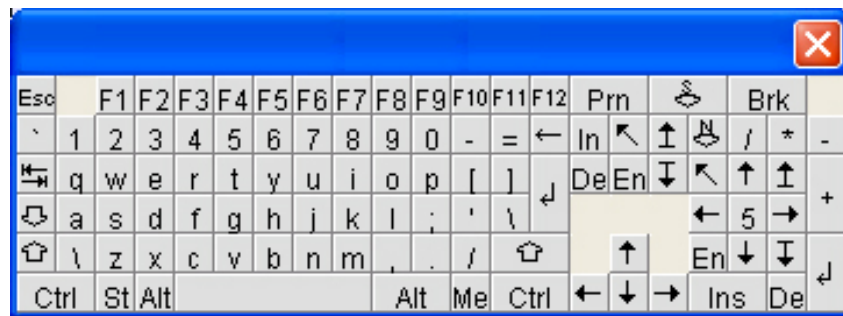 Esc F1 F2 F3 F4 F5 F6 F7 F8 F9 F10 F11 F12 Prn S Brk
` 1 2 3 4 5 6 7 8 9 0 - = ← In ↖ ↥ N / * -
↹ q w e r t y u i o p [ ] ↲ De En ↧ ↖ ↑ ↥ +
⇩ a s d f g h j k l ; ' \ ← 5 →
⇧ \ z x c v b n m , . / ⇧ ↑ En ↓ ↧ ↲
Ctrl St Alt Alt Me Ctrl ← ↓ → Ins De